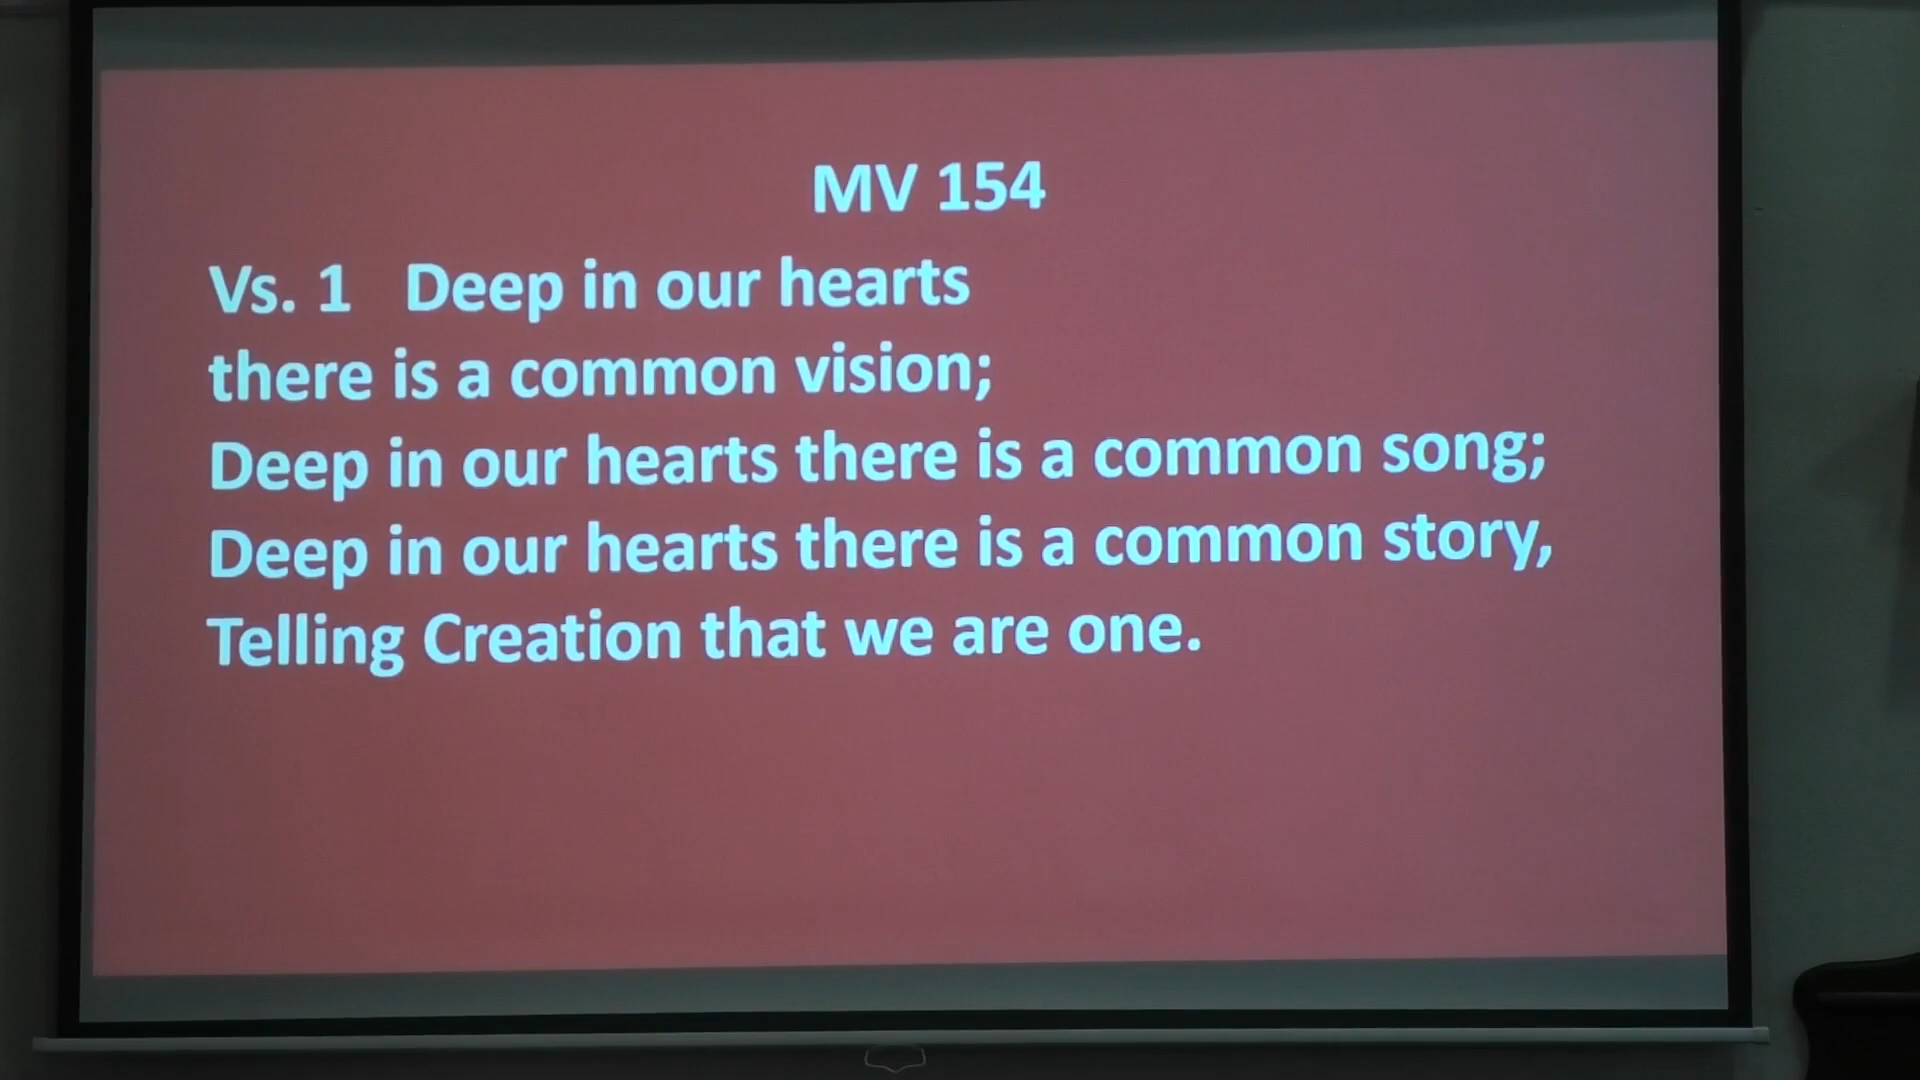 MV 154
Vs. 1 Deep in our hearts
there is a common vision;
Deep in our hearts there is a common song;
Deep in our hearts there is a common story,
Telling Creation that we are one.